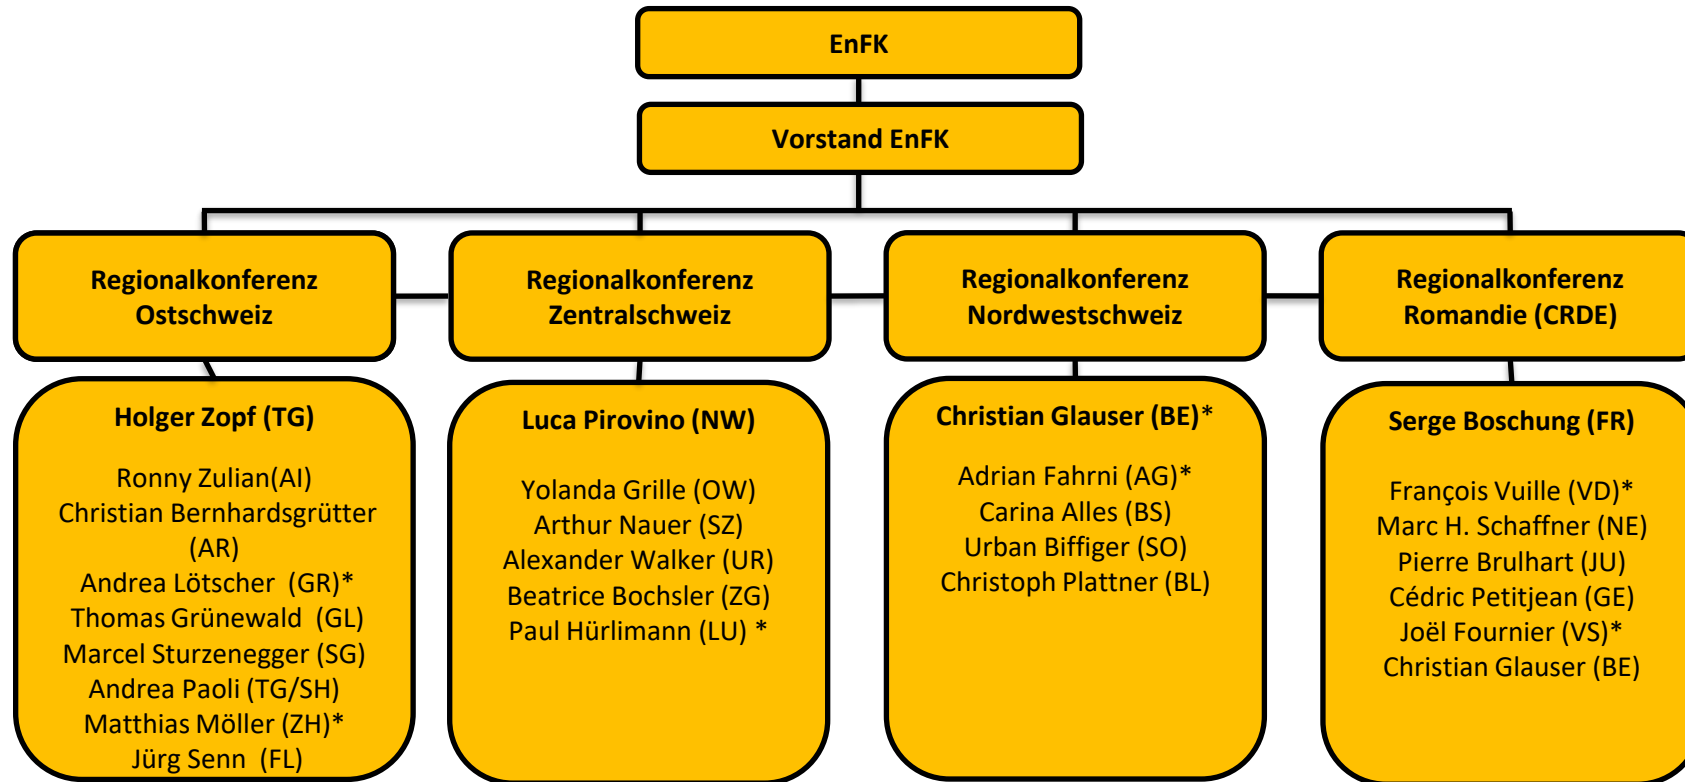 EnFK
Vorstand EnFK
Regionalkonferenz
Ostschweiz
Regionalkonferenz
Zentralschweiz
Regionalkonferenz
Nordwestschweiz
Regionalkonferenz
Romandie (CRDE)
Holger Zopf (TG)
Ronny Zulian(AI)
Christian Bernhardsgrütter
(AR)
Andrea Lötscher  (GR)*
Thomas Grünewald  (GL)
Marcel Sturzenegger (SG)
Andrea Paoli (TG/SH)
Matthias Möller (ZH)*
Jürg Senn  (FL)
Luca Pirovino (NW)
Yolanda Grille (OW)
Arthur Nauer (SZ)
Alexander Walker (UR)
Beatrice Bochsler (ZG)
Paul Hürlimann (LU) *
Christian Glauser (BE)*
Adrian Fahrni (AG)*
Carina Alles (BS)
Urban Biffiger (SO)
Christoph Plattner (BL)
Serge Boschung (FR)
François Vuille (VD)*
Marc H. Schaffner (NE)
Pierre Brulhart (JU)
Cédric Petitjean (GE)
Joël Fournier (VS)*
Christian Glauser (BE)